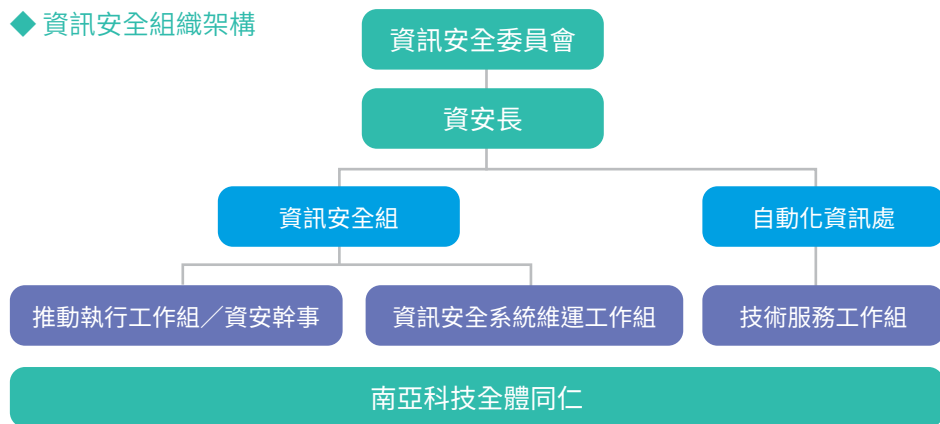 ◆ 資訊安全組織架構
資訊安全委員會
資安長
資訊安全組
自動化資訊處
推動執行工作組／資安幹事
資訊安全系統維運工作組
技術服務工作組
南亞科技全體同仁